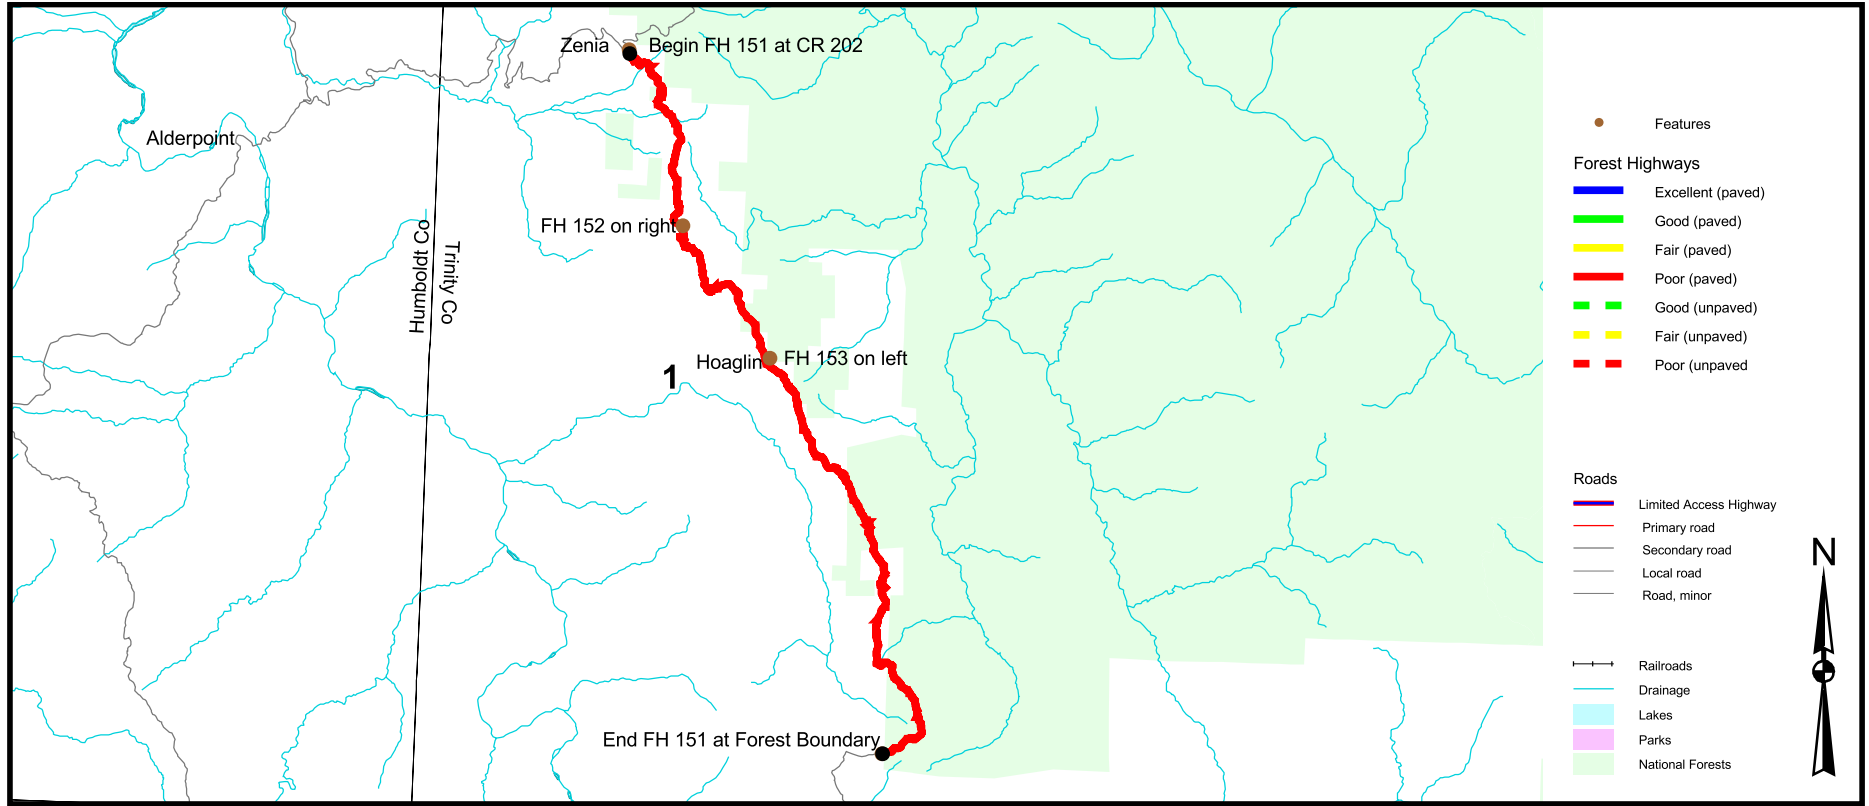 Zenia
Begin FH 151 at CR 202
Alderpoint
FH 152 on right
Humboldt Co
Trinity Co
Hoaglin
FH 153 on left
1
End FH 151 at Forest Boundary
Features
Forest Highways
Excellent (paved)
Good (paved)
Fair (paved)
Poor (paved)
Good (unpaved)
Fair (unpaved)
Poor (unpaved
Roads
Limited Access Highway
Primary road
Secondary road
Local road
Road, minor
Railroads
Drainage
Lakes
Parks
National Forests
N